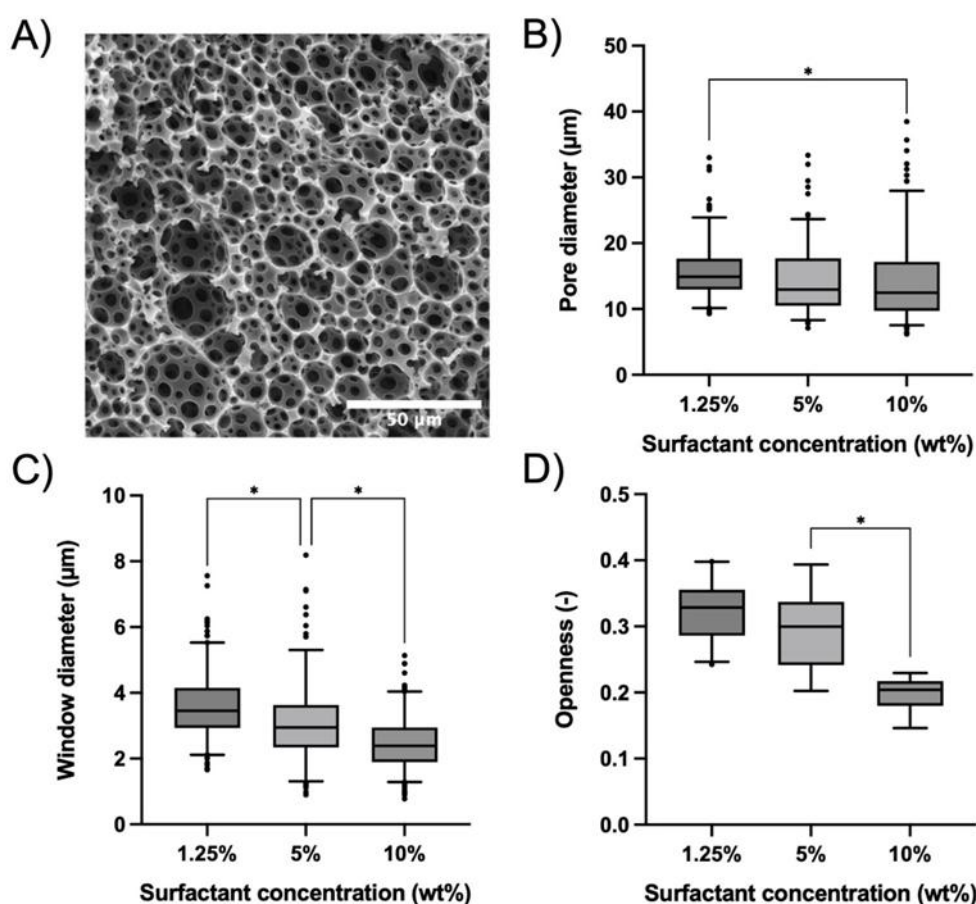 A)
50 µm
B)
Pore diameter (µm)
50
40
30
20
10
0
*
1.25%
5%
10%
Surfactant concentration (wt%)
C)
Window diameter (µm)
10
8
6
4
2
0
*
*
1.25%
5%
10%
Surfactant concentration (wt%)
D)
Openness (-)
0.5
0.4
0.3
0.2
0.1
0.0
*
1.25%
5%
10%
Surfactant concentration (wt%)